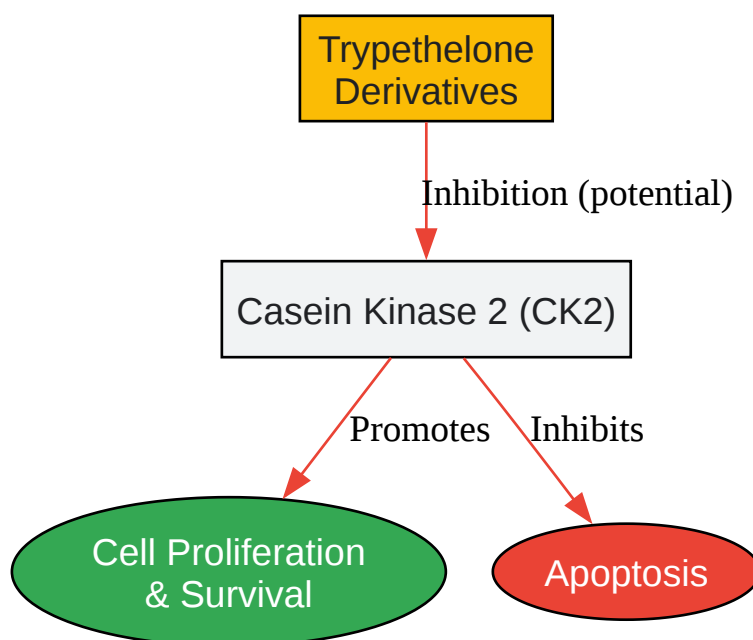 Trypethelone
Derivatives
Inhibition (potential)
Casein Kinase 2 (CK2)
Promotes
Inhibits
Cell Proliferation
& Survival
Apoptosis